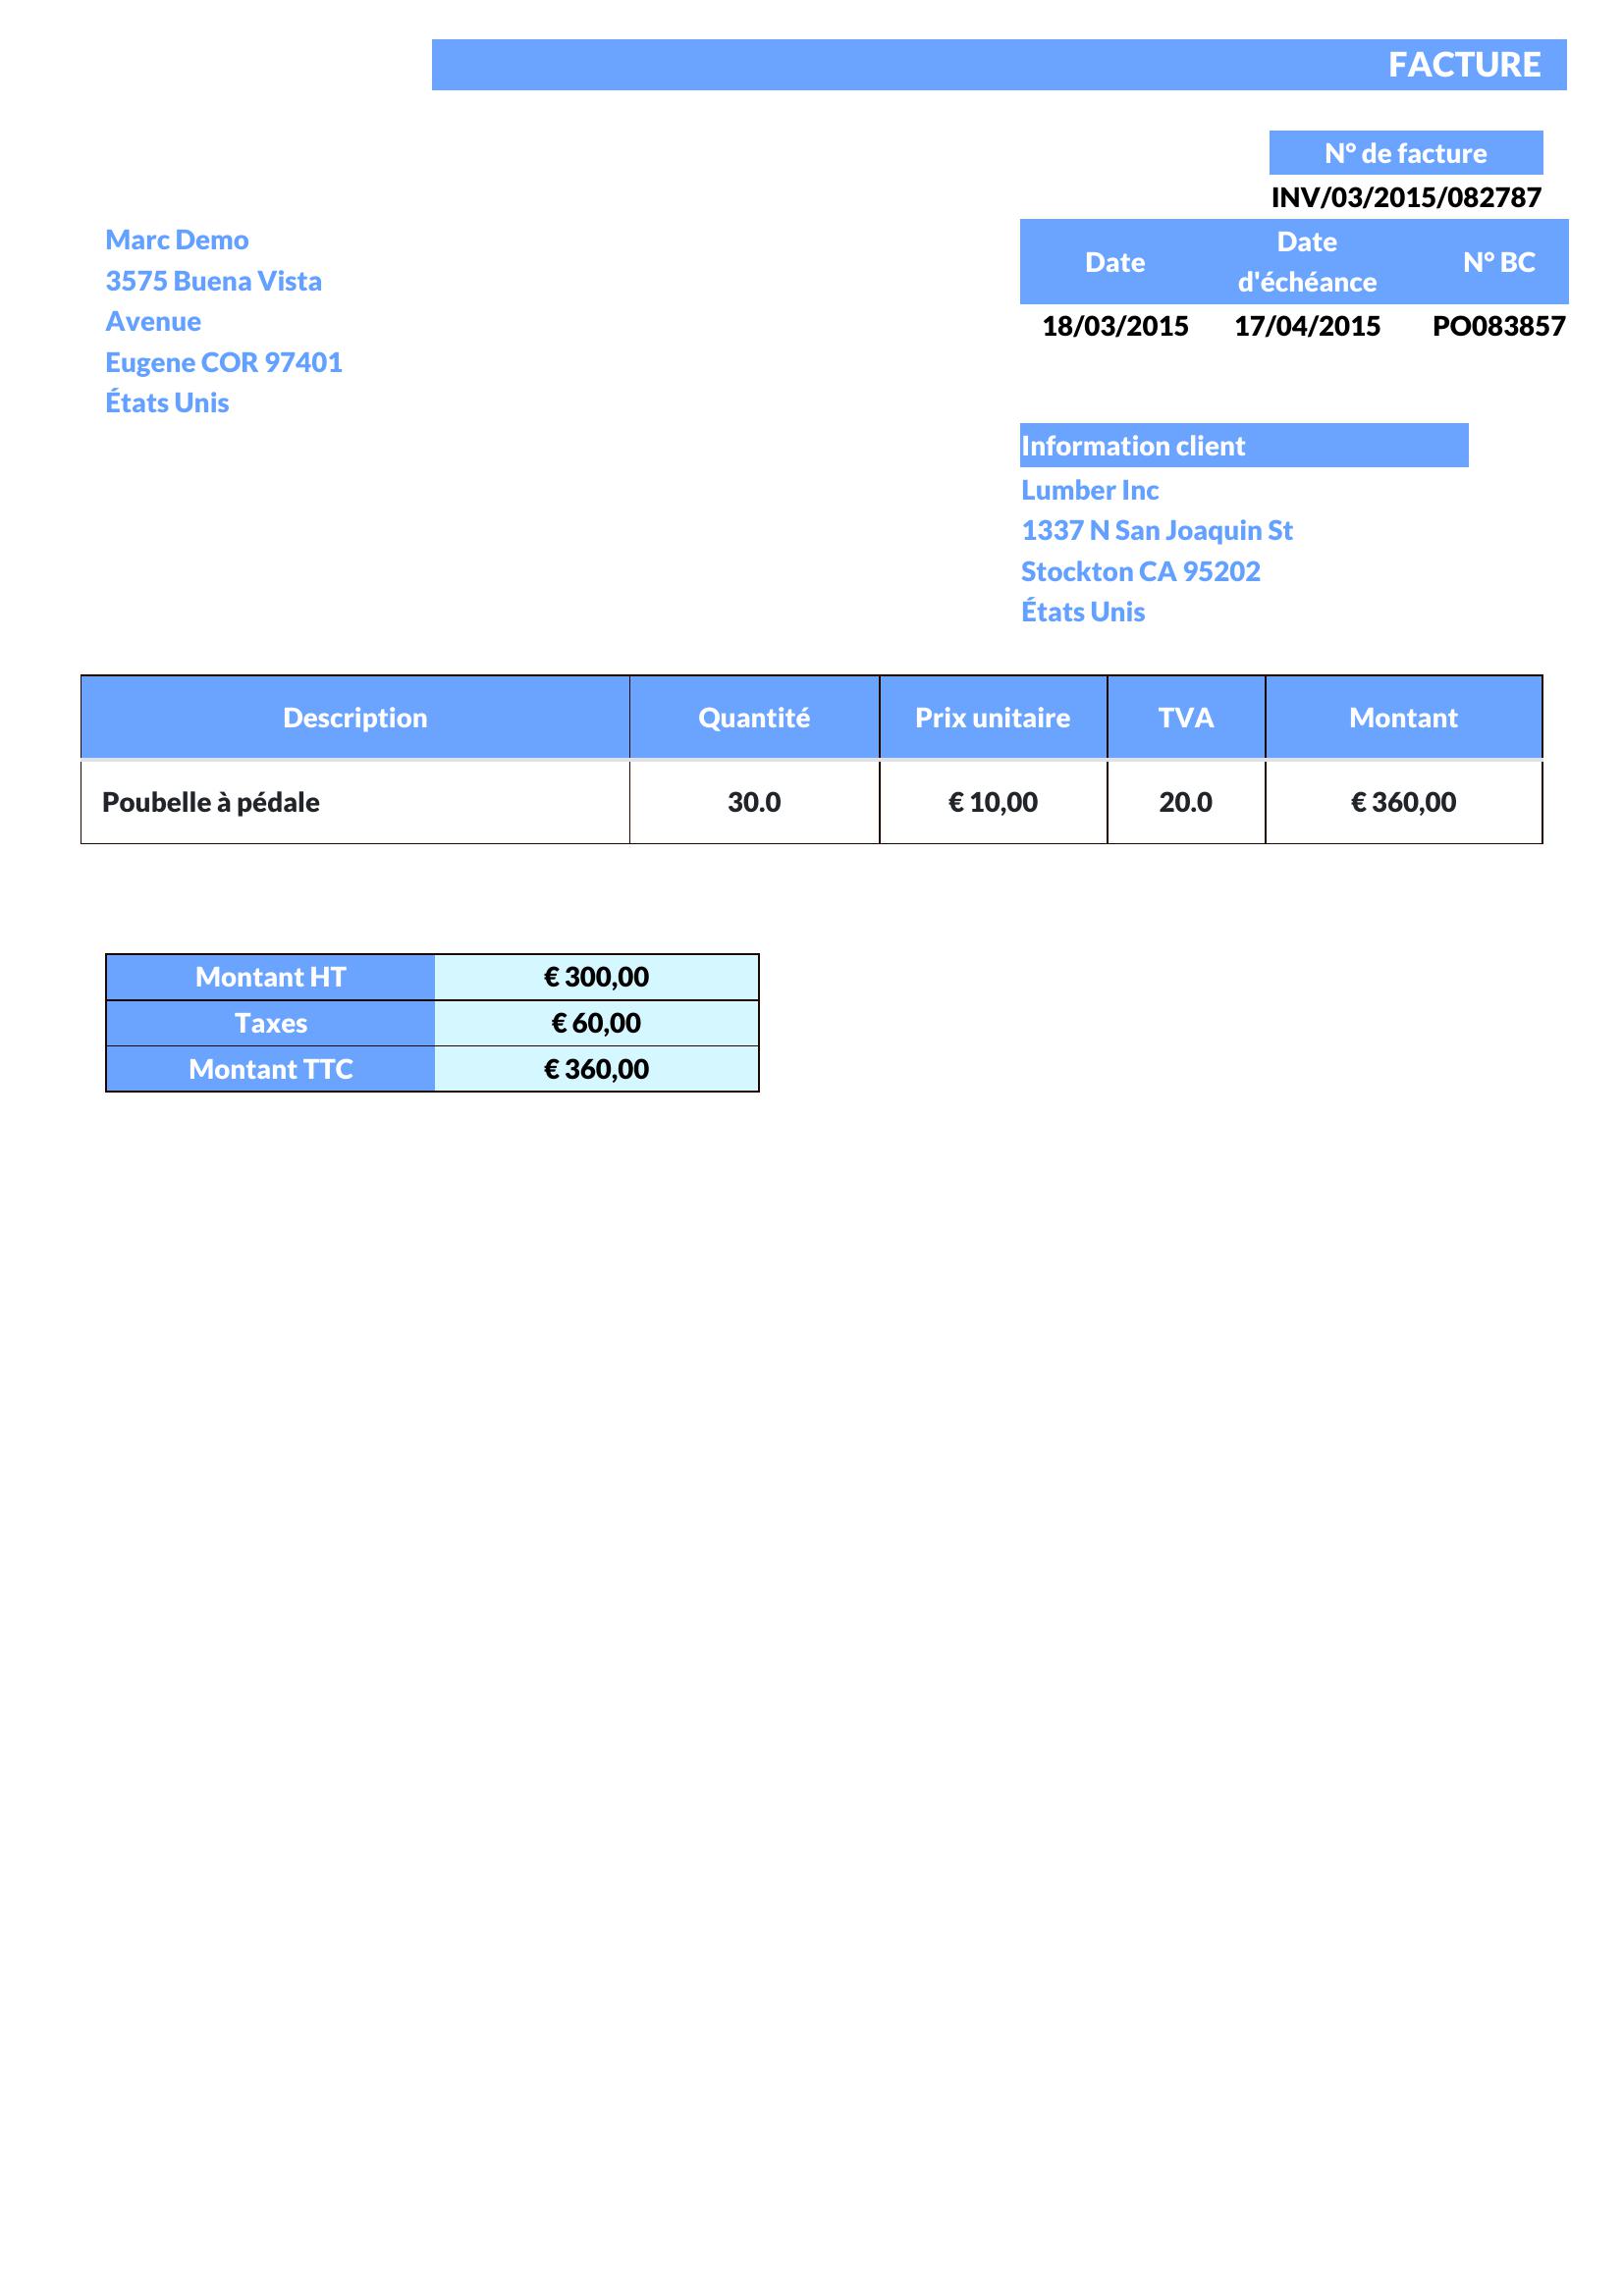 FACTURE
N° de facture
INV/03/2015/082787
Marc Demo
3575 Buena Vista
Avenue
Eugene COR 97401
États Unis
Date Date d'échéance N° BC
18/03/2015 17/04/2015 PO083857
Information client
Lumber Inc
1337 N San Joaquin St
Stockton CA 95202
États Unis
Description Quantité Prix unitaire TVA Montant
Poubelle à pédale 30.0 € 10,00 20.0 € 360,00
Montant HT € 300,00
Taxes € 60,00
Montant TTC € 360,00